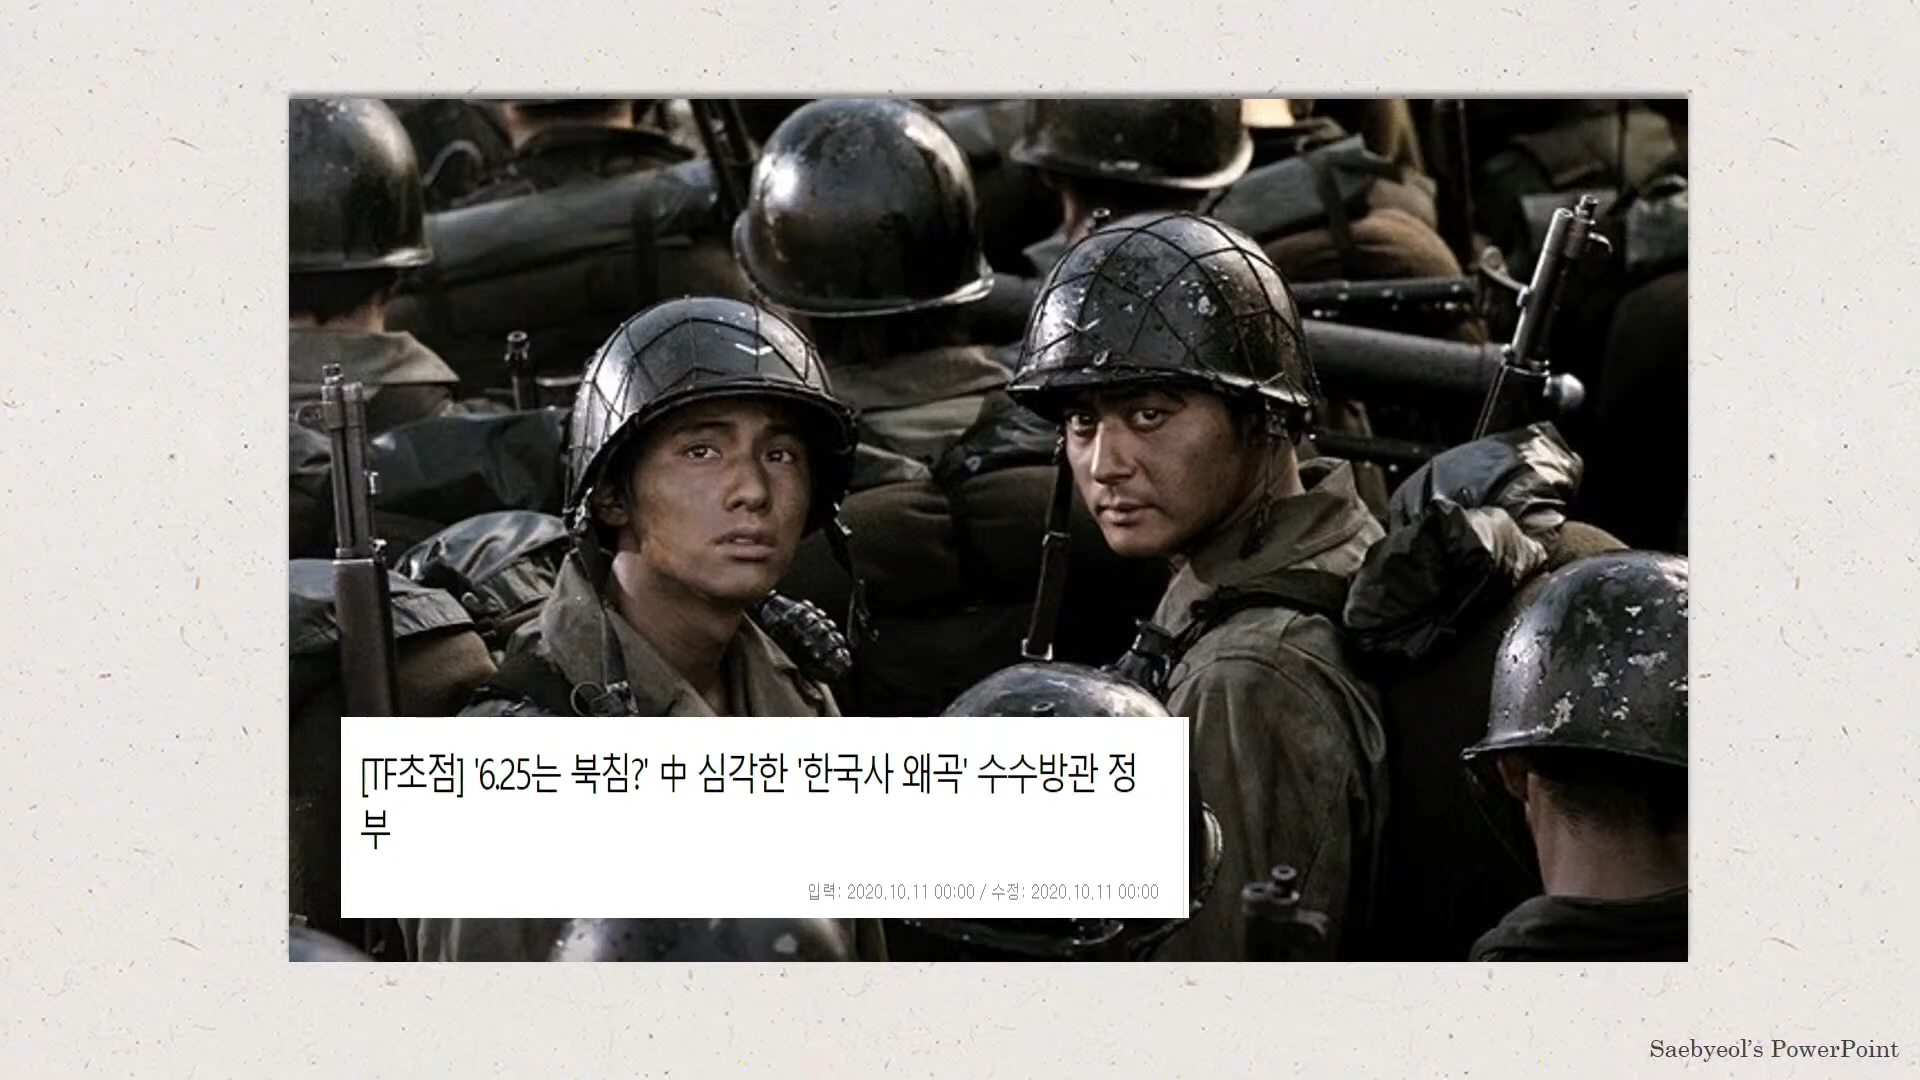 [TF초점] '6.25는 북침?' 中 심각한 '한국사 왜곡' 수수방관 정
부
입력: 2020.10.11 00:00 / 수정: 2020.10.11 00:00
Saebyeol's PowerPoint